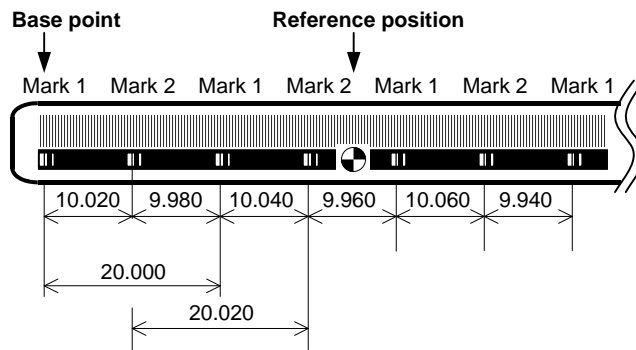 Base point Reference position
Mark 1 Mark 2 Mark 1 Mark 2 Mark 1 Mark 2 Mark 1
10.020 9.980 10.040 9.960 10.060 9.940
20.000
20.020